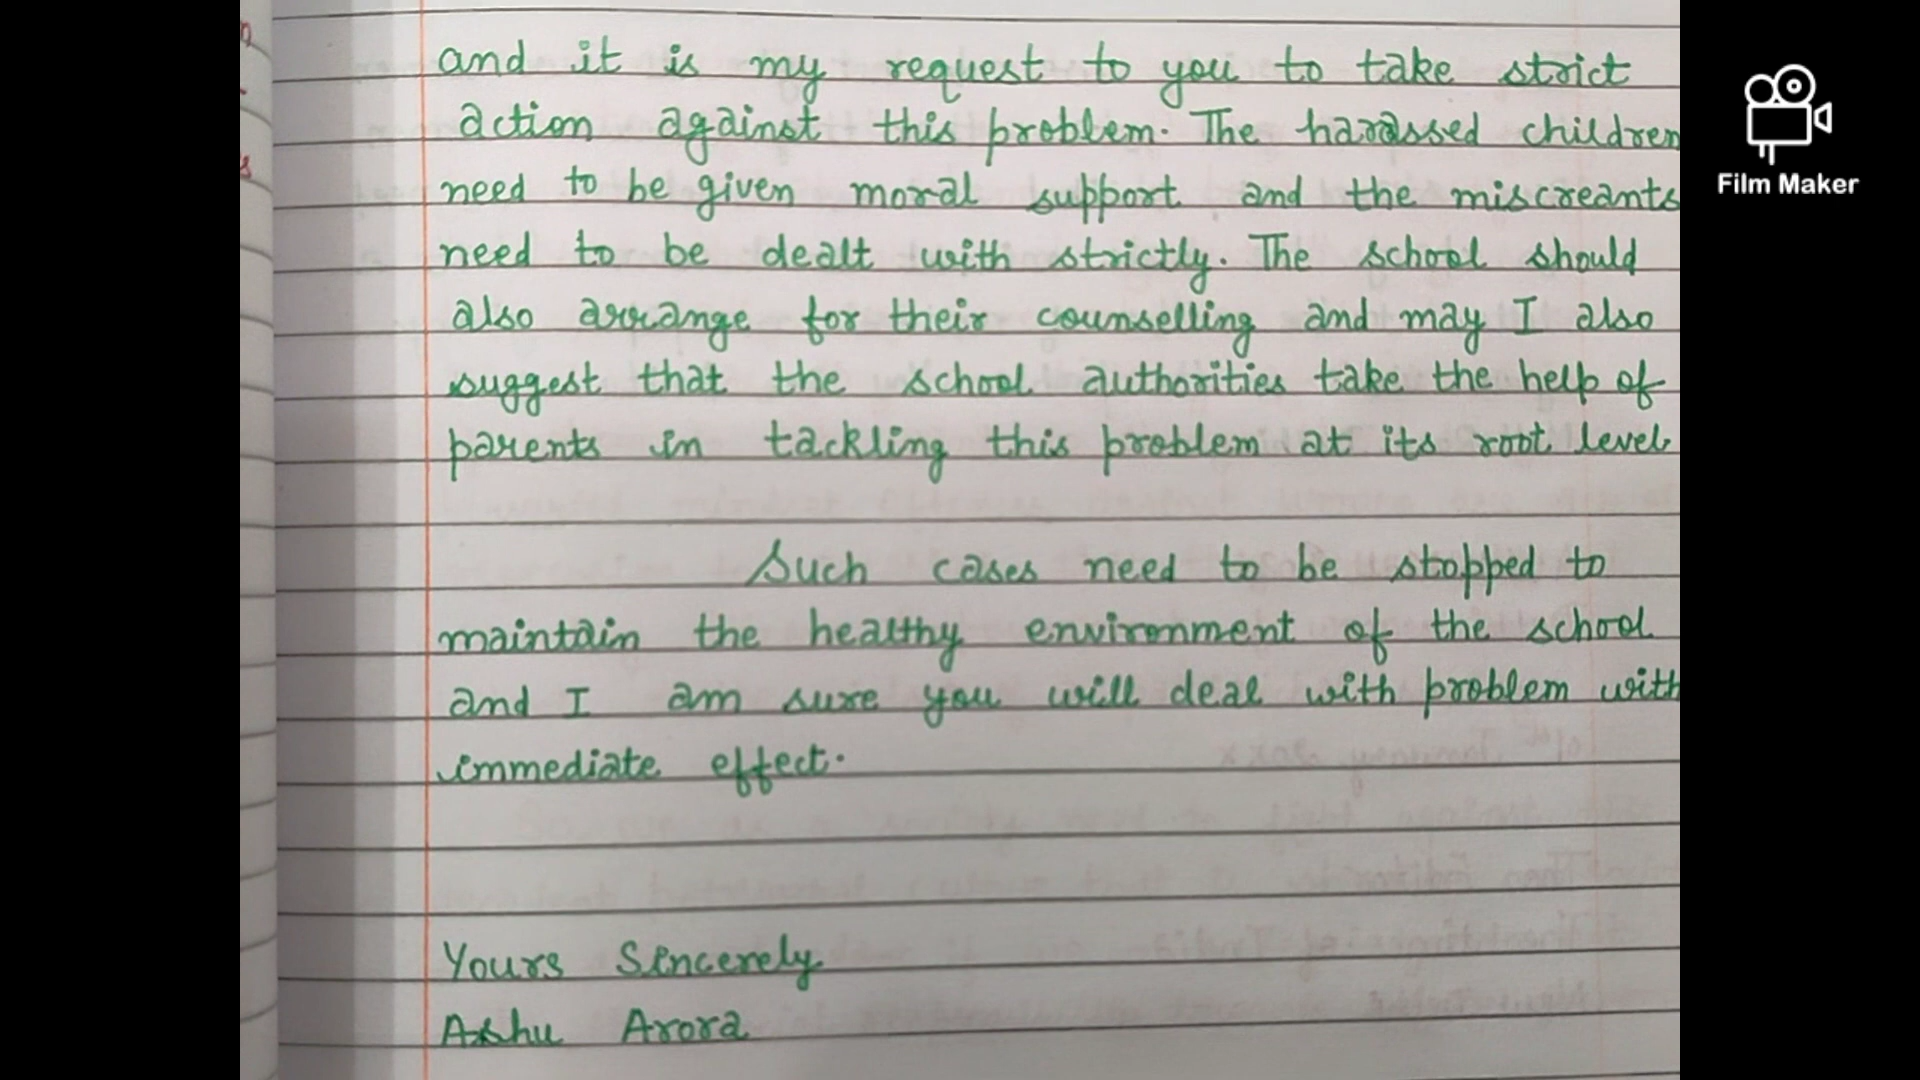 and it is my request to you to take strict
action against this problem. The harassed children
need to be given moral support and the miscreants
need to be dealt with strictly. The school should
also arrange for their counselling and may I also
suggest that the school authorities take the help of
parents in tackling this problem at its root level.
Such cases need to be stopped to
maintain the healthy environment of the school
and I am sure you will deal with problem with
immediate effect.
Yours Sincerely
Ashu Arora
Film Maker